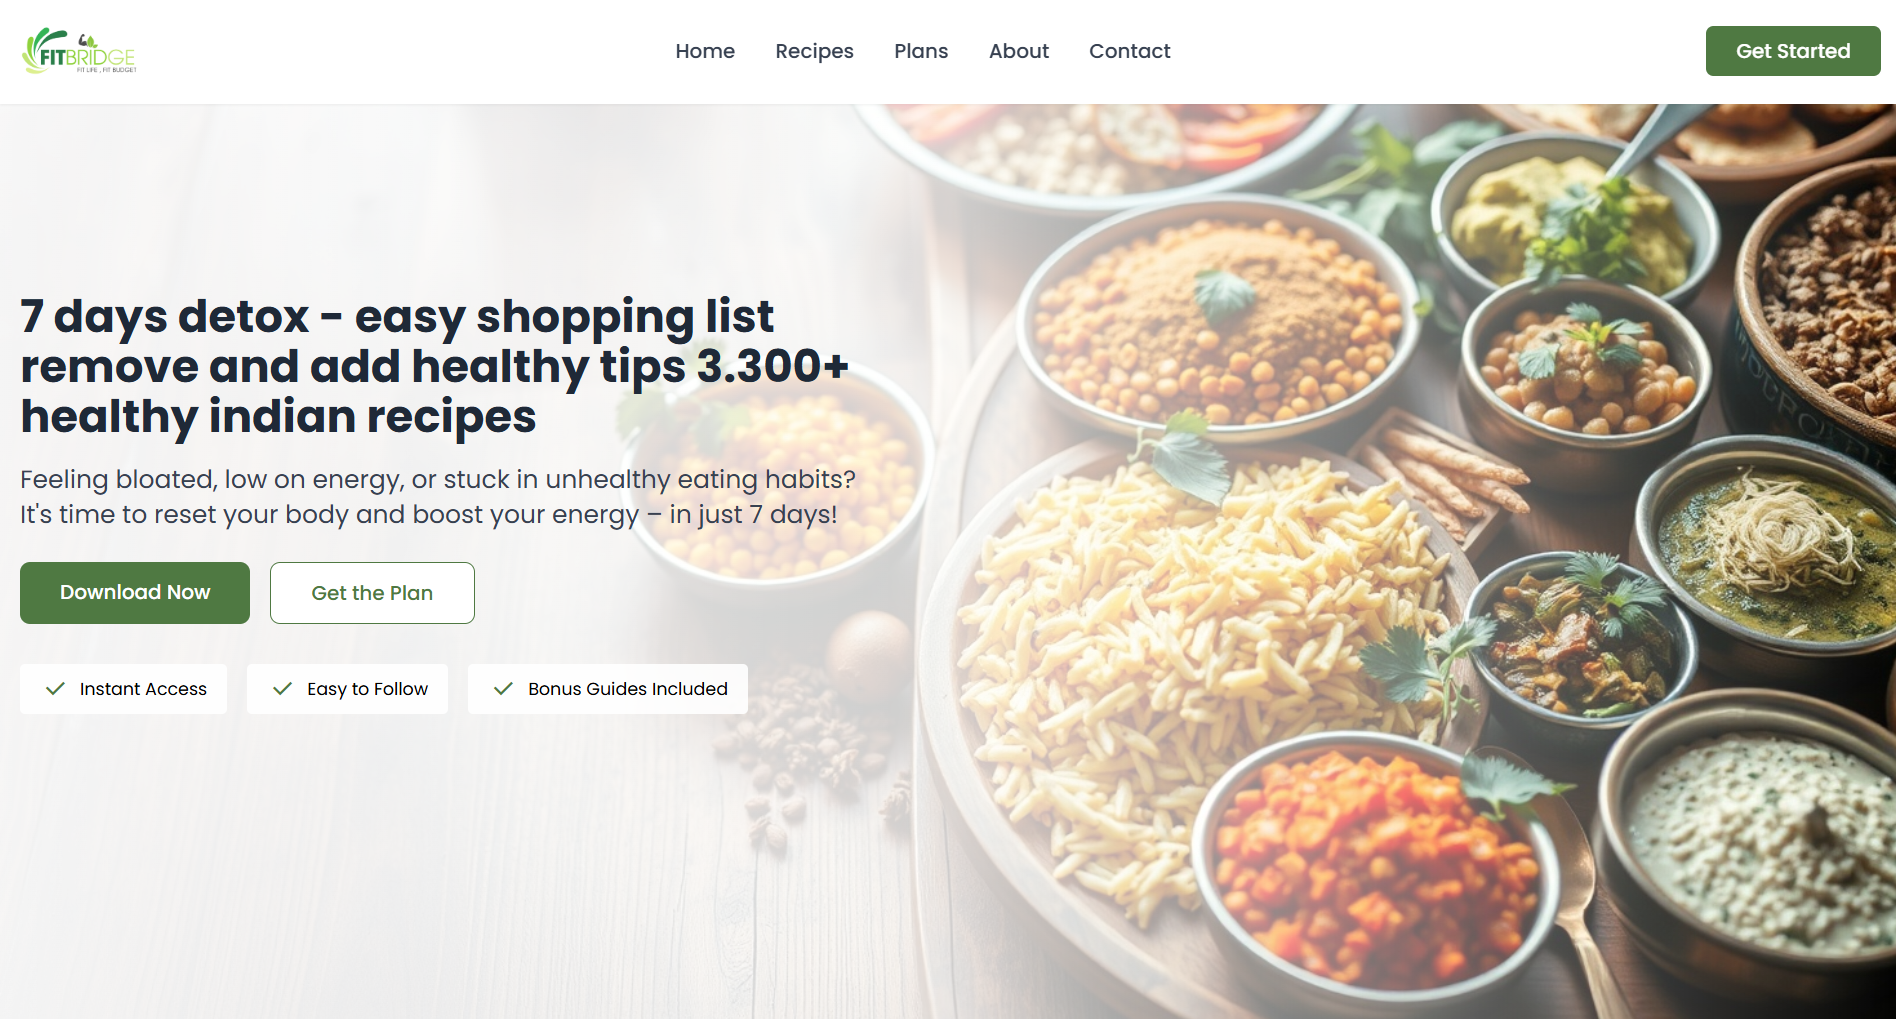 FITBRIDGE
FIT LIFE , FIT BUDGET
Home
Recipes
Plans
About
Contact
Get Started
7 days detox - easy shopping list
remove and add healthy tips 3.300+
healthy indian recipes
Feeling bloated, low on energy, or stuck in unhealthy eating habits?
It's time to reset your body and boost your energy – in just 7 days!
Download Now
Get the Plan
Instant Access
Easy to Follow
Bonus Guides Included